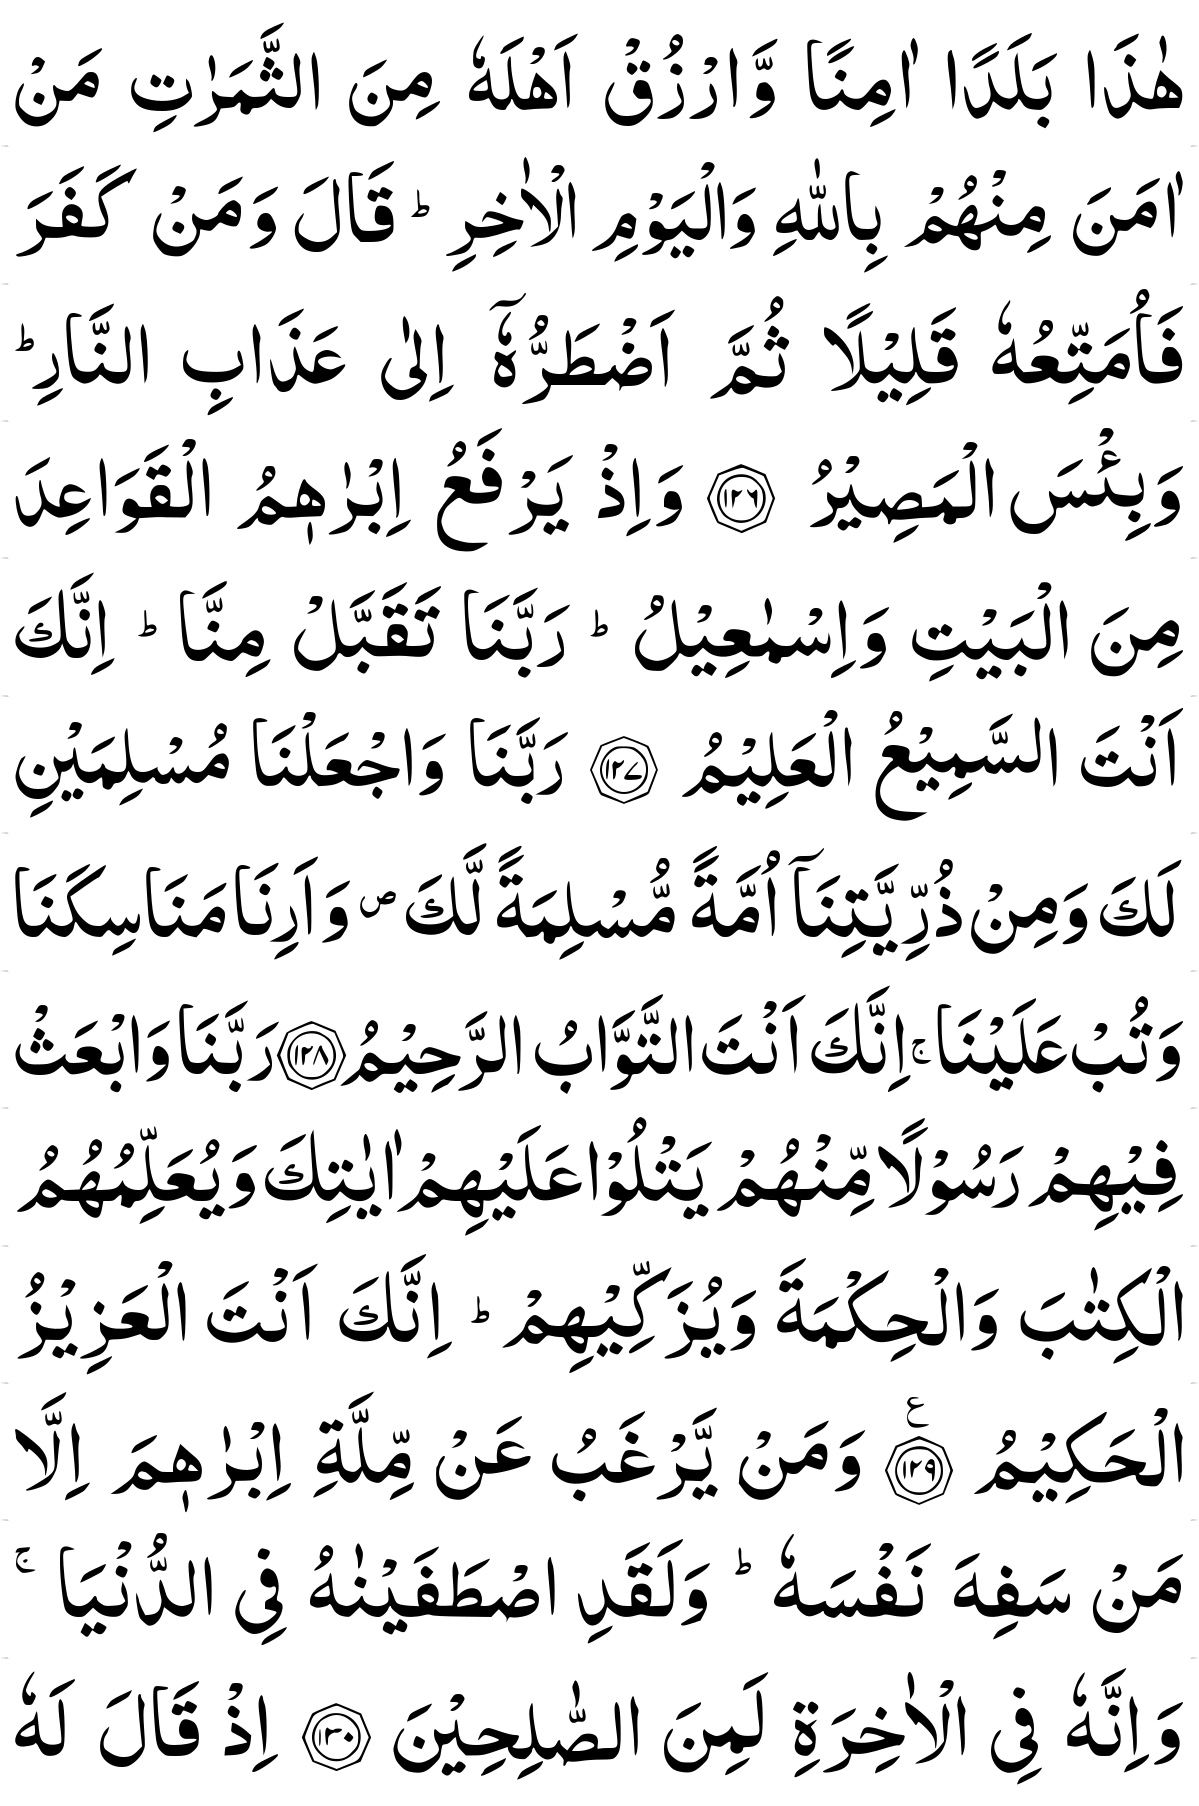 هٰذَا بَلَدًا اٰمِنًا وَّارْزُقْ اَهْلَهٗ مِنَ الثَّمَرٰتِ مَنْ
اٰمَنَ مِنْهُمْ بِاللّٰهِ وَالْيَوْمِ الْاٰخِرِ ؕ قَالَ وَمَنْ كَفَرَ
فَاُمَتِّعُهٗ قَلِيْلًا ثُمَّ اَضْطَرُّهٗۤ اِلٰى عَذَابِ النَّارِ ؕ
وَبِئْسَ الْمَصِيْرُ ﴿۱۲۶﴾ وَاِذْ يَرْفَعُ اِبْرٰهٖمُ الْقَوَاعِدَ
مِنَ الْبَيْتِ وَاِسْمٰعِيْلُ ؕ رَبَّنَا تَقَبَّلْ مِنَّا ؕ اِنَّكَ
اَنْتَ السَّمِيْعُ الْعَلِيْمُ ﴿۱۲۷﴾ رَبَّنَا وَاجْعَلْنَا مُسْلِمَيْنِ
لَكَ وَمِنْ ذُرِّيَّتِنَاۤ اُمَّةً مُّسْلِمَةً لَّكَ ص وَاَرِنَا مَنَاسِكَنَا
وَتُبْ عَلَيْنَا ۚ اِنَّكَ اَنْتَ التَّوَّابُ الرَّحِيْمُ ﴿۱۲۸﴾ رَبَّنَا وَابْعَثْ
فِيْهِمْ رَسُوْلًا مِّنْهُمْ يَتْلُوْا عَلَيْهِمْ اٰيٰتِكَ وَيُعَلِّمُهُمُ
الْكِتٰبَ وَالْحِكْمَةَ وَيُزَكِّيْهِمْ ؕ اِنَّكَ اَنْتَ الْعَزِيْزُ
الْحَكِيْمُ ﴿۱۲۹﴾ ع وَمَنْ يَّرْغَبُ عَنْ مِّلَّةِ اِبْرٰهٖمَ اِلَّا
مَنْ سَفِهَ نَفْسَهٗ ؕ وَلَقَدِ اصْطَفَيْنٰهُ فِى الدُّنْيَا ۚ
وَاِنَّهٗ فِى الْاٰخِرَةِ لَمِنَ الصّٰلِحِيْنَ ﴿۱۳۰﴾ اِذْ قَالَ لَهٗ